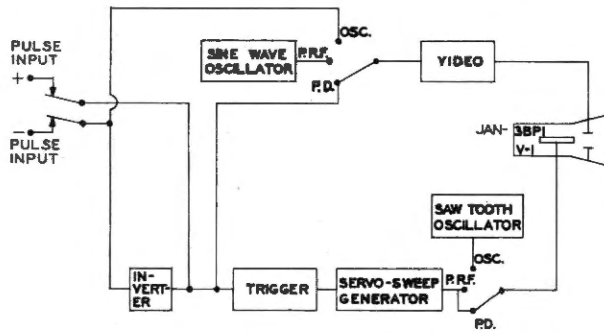 PULSE
INPUT
+
−
PULSE
INPUT
SINE WAVE
OSCILLATOR
OSC.
P.R.F.
P.D.
VIDEO
JAN-
3BP1
V-1
SAW TOOTH
OSCILLATOR
OSC.
P.R.F.
P.D.
IN-
VERT-
ER
TRIGGER
SERVO-SWEEP
GENERATOR